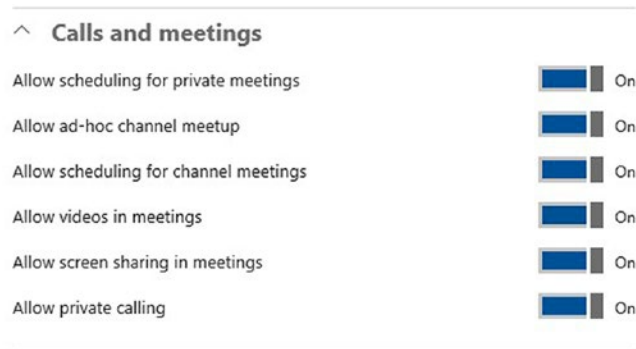 Calls and meetings
Allow scheduling for private meetings On
Allow ad-hoc channel meetup On
Allow scheduling for channel meetings On
Allow videos in meetings On
Allow screen sharing in meetings On
Allow private calling On